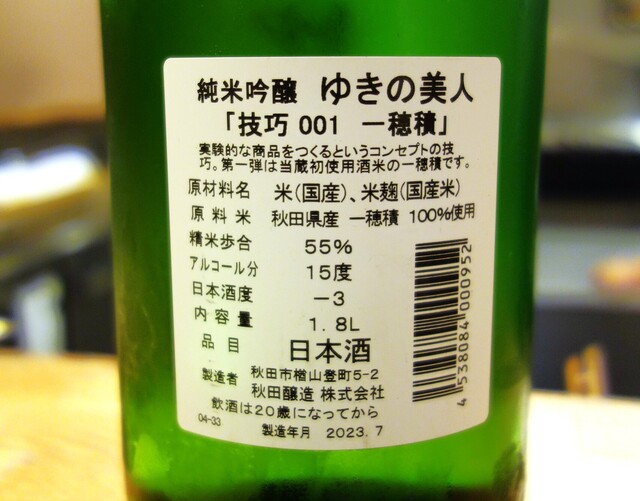 純米吟醸 ゆきの美人
「技巧 001 一穂積」
実験的な商品をつくるというコンセプトの技
巧。第一弾は当蔵初使用酒米の一穂積です。
原材料名 米(国産)、米麹(国産米)
原料米 秋田県産 一穂積 100%使用
精米歩合 55%
アルコール分 15度
日本酒度 −3
内容量 1.8L
品目 日本酒
製造者 秋田市楢山登町5-2
秋田醸造 株式会社
飲酒は20歳になってから
04-33
製造年月 2023.7
4 538084 000952